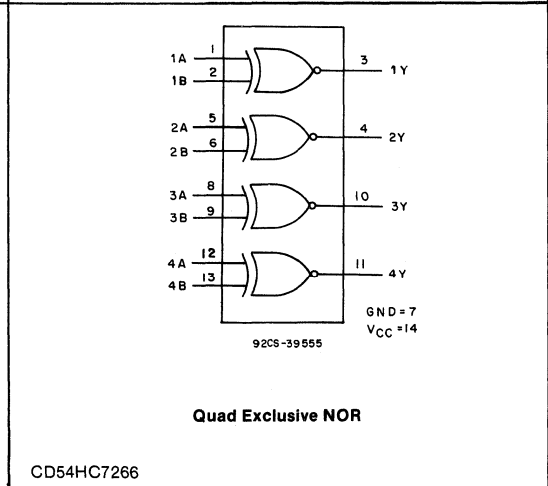 1A 1 3 1Y
1B 2
2A 5 4 2Y
2B 6
3A 8 10 3Y
3B 9
4A 12 11 4Y
4B 13
GND = 7
VCC = 14
92CS-39555
Quad Exclusive NOR
CD54HC7266